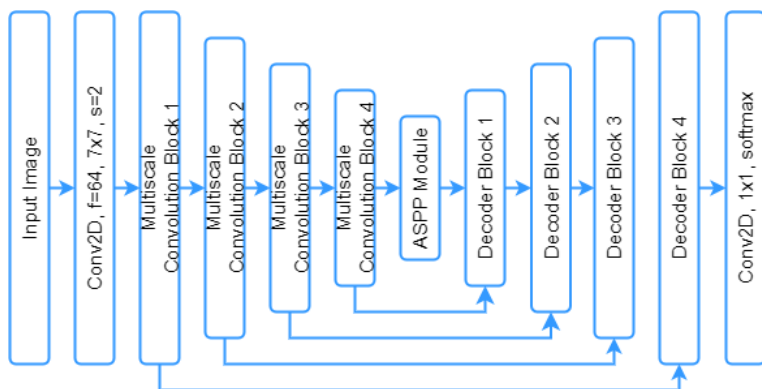 Input Image
Conv2D, f=64, 7x7, s=2
Multiscale
Convolution Block 1
Multiscale
Convolution Block 2
Multiscale
Convolution Block 3
Multiscale
Convolution Block 4
ASPP Module
Decoder Block 1
Decoder Block 2
Decoder Block 3
Decoder Block 4
Conv2D, 1x1, softmax